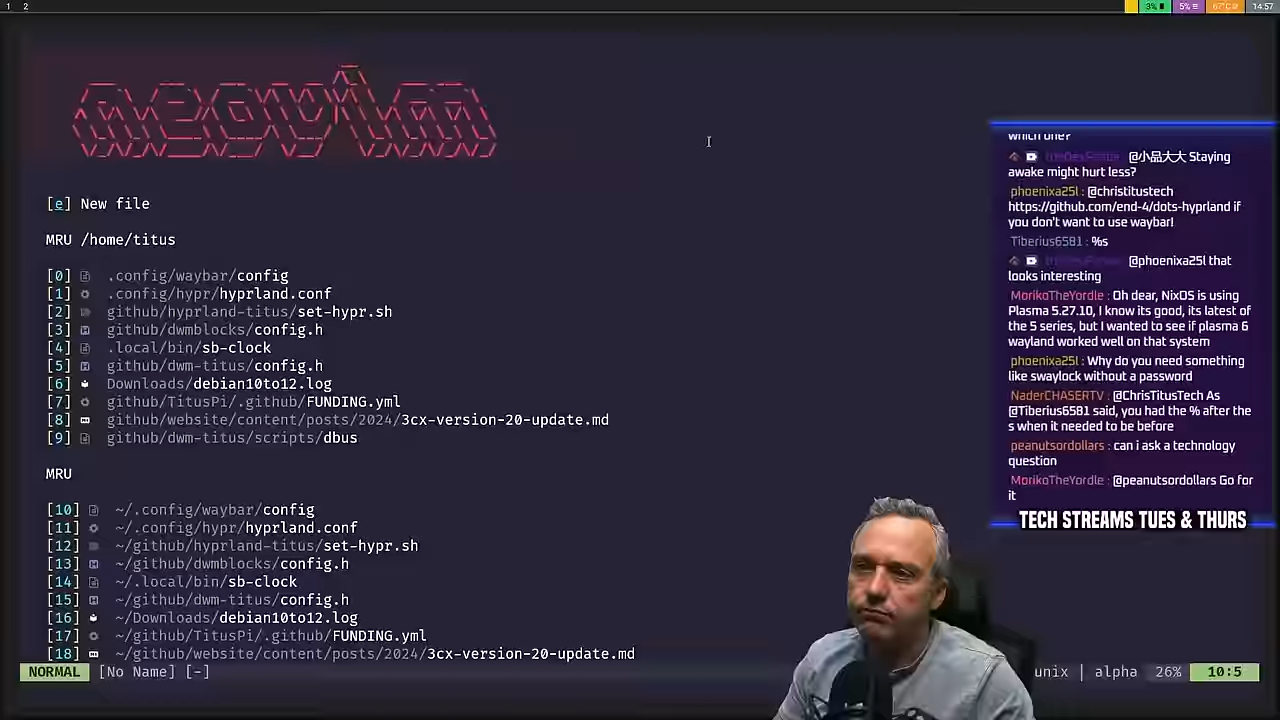 1 2
3%
5%
67°C
14:57
neovim
[e] New file
MRU /home/titus
[0] .config/waybar/config
[1] .config/hypr/hyprland.conf
[2] github/hyprland-titus/set-hypr.sh
[3] github/dwmblocks/config.h
[4] .local/bin/sb-clock
[5] github/dwm-titus/config.h
[6] Downloads/debian10to12.log
[7] github/TitusPi/.github/FUNDING.yml
[8] github/website/content/posts/2024/3cx-version-20-update.md
[9] github/dwm-titus/scripts/dbus
MRU
[10] ~/.config/waybar/config
[11] ~/.config/hypr/hyprland.conf
[12] ~/github/hyprland-titus/set-hypr.sh
[13] ~/github/dwmblocks/config.h
[14] ~/.local/bin/sb-clock
[15] ~/github/dwm-titus/config.h
[16] ~/Downloads/debian10to12.log
[17] ~/github/TitusPi/.github/FUNDING.yml
[18] ~/github/website/content/posts/2024/3cx-version-20-update.md
NORMAL [No Name] [-]
unix | alpha 26% 10:5
which one?
@小品大大 Staying
awake might hurt less?
phoenixa25l : @christitustech
https://github.com/end-4/dots-hyprland if
you don't want to use waybar!
Tiberius6581 : %s
@phoenixa25l that
looks interesting
MorikoTheYordle : Oh dear, NixOS is using
Plasma 5.27.10, I know its good, its latest of
the 5 series, but I wanted to see if plasma 6
wayland worked well on that system
phoenixa25l : Why do you need something
like swaylock without a password
NaderCHASERTV : @ChrisTitusTech As
@Tiberius6581 said, you had the % after the
s when it needed to be before
peanutsordollars : can i ask a technology
question
MorikoTheYordle : @peanutsordollars Go for
it
TECH STREAMS TUES & THURS